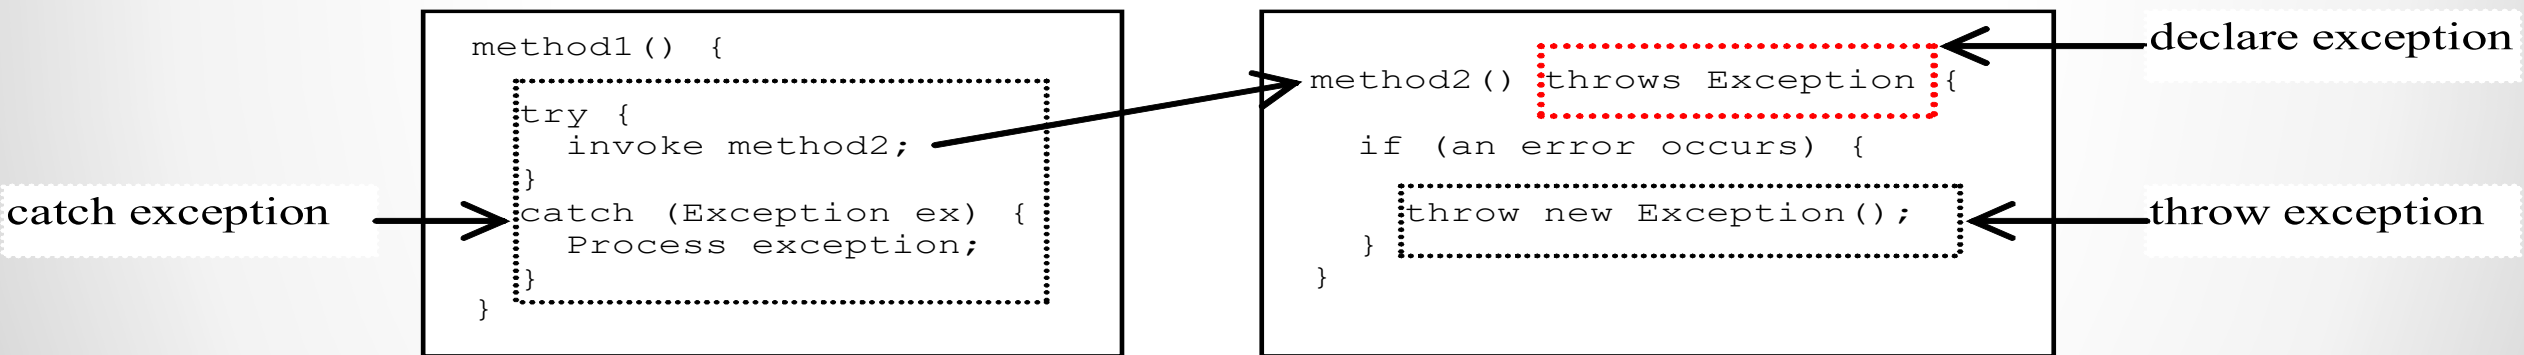 catch exception
method1() {
try {
invoke method2;
}
catch (Exception ex) {
Process exception;
}
}
method2() throws Exception {
if (an error occurs) {
throw new Exception();
}
}
declare exception
throw exception